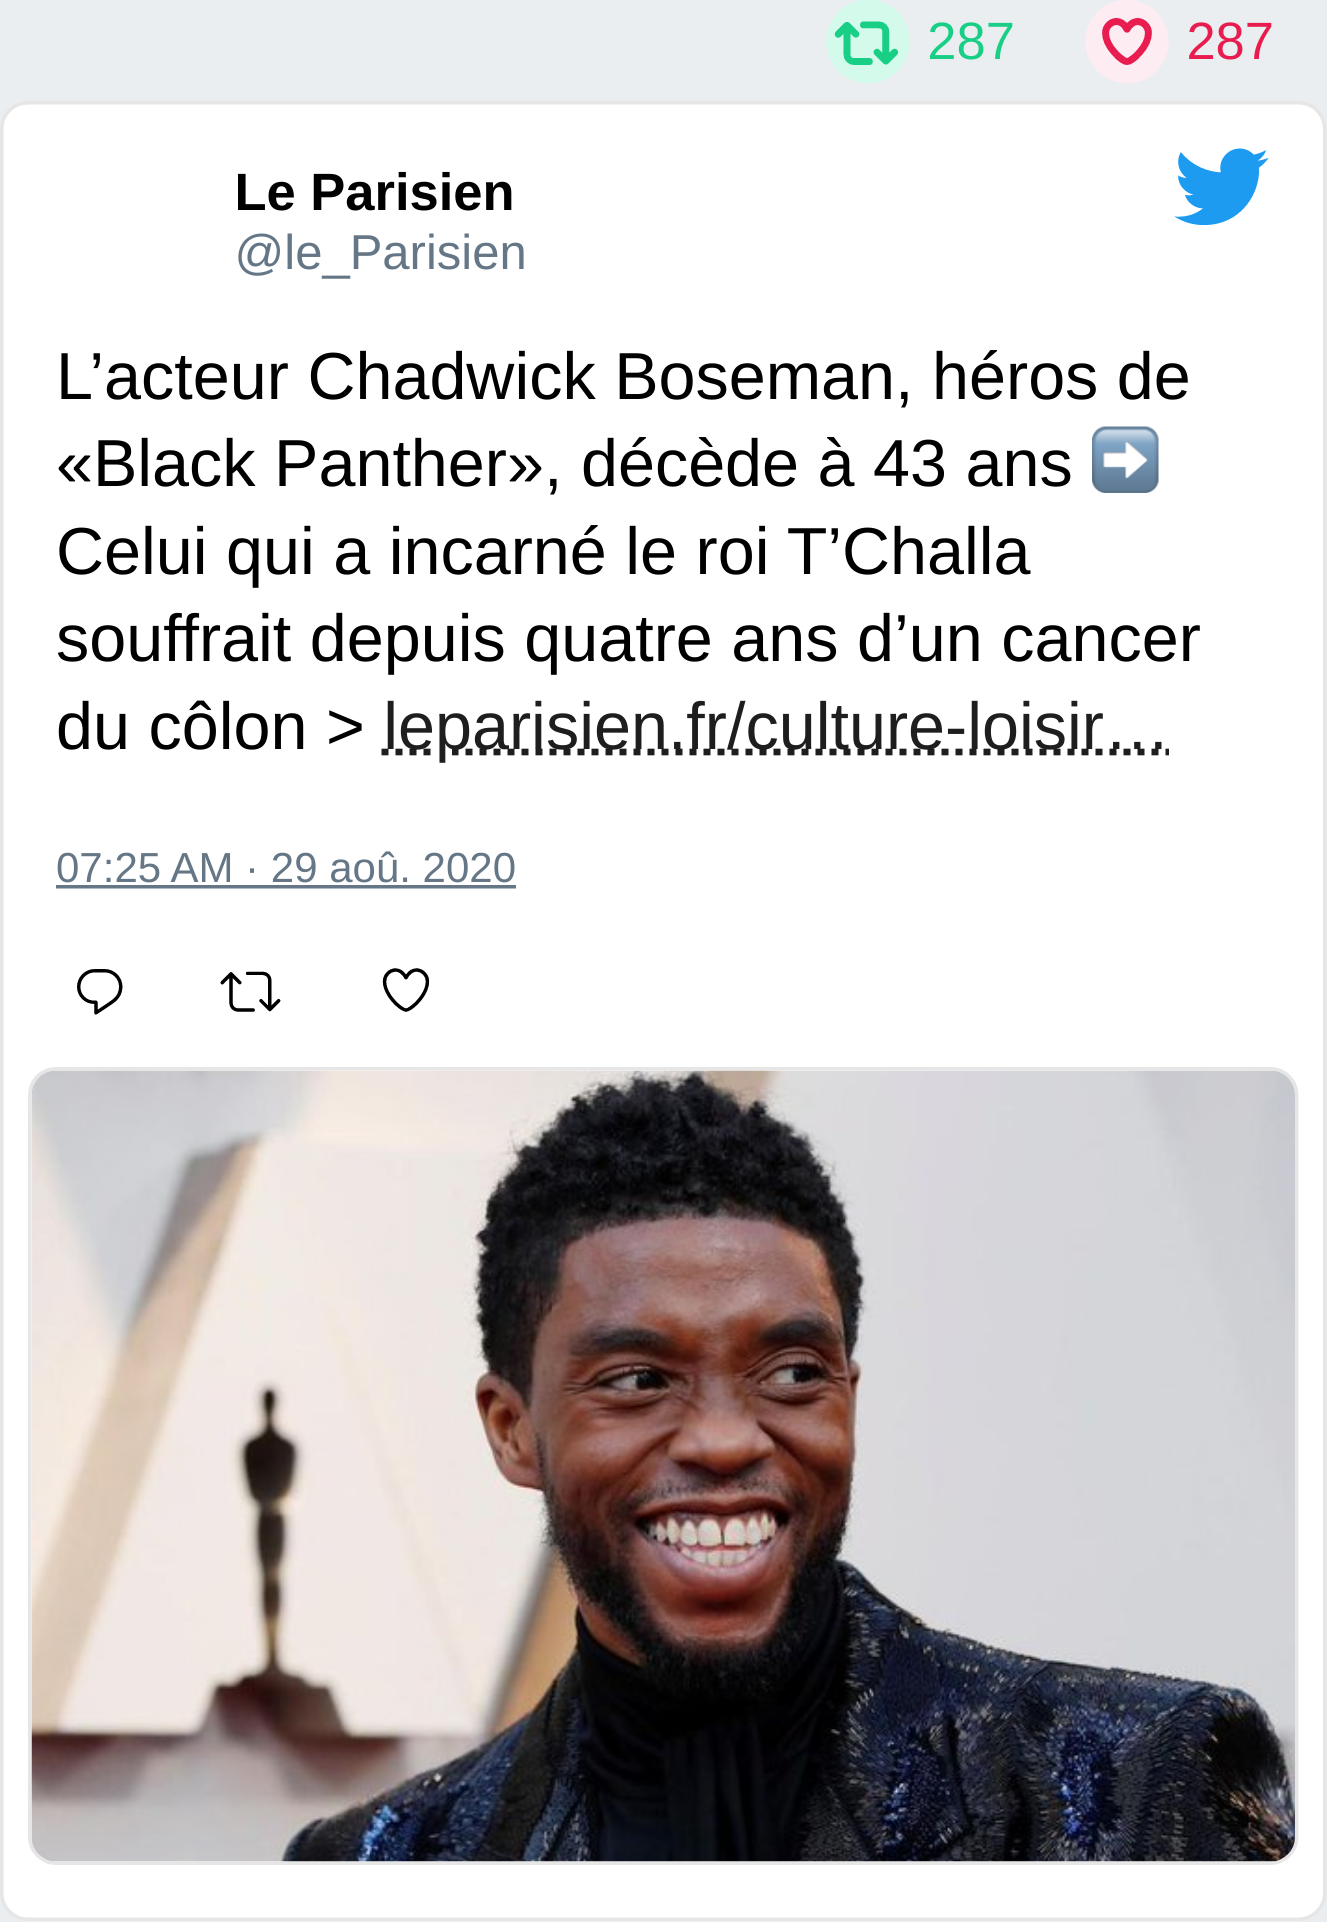 287 287
Le Parisien
@le_Parisien
L’acteur Chadwick Boseman, héros de
«Black Panther», décède à 43 ans ➡️
Celui qui a incarné le roi T’Challa
souffrait depuis quatre ans d’un cancer
du côlon > leparisien.fr/culture-loisir…
07:25 AM · 29 aoû. 2020